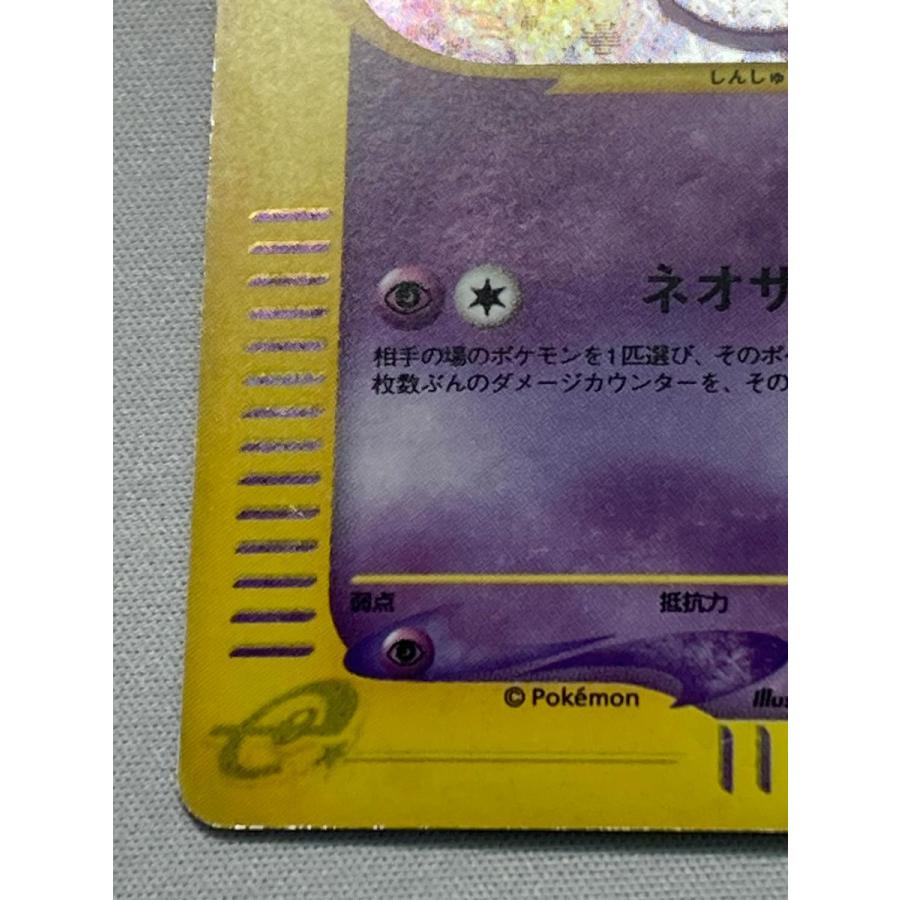 しんしゅ
ネオサ
相手の場のポケモンを1匹選び、そのポケ
枚数ぶんのダメージカウンターを、その
弱点 抵抗力
© Pokémon Illus
e